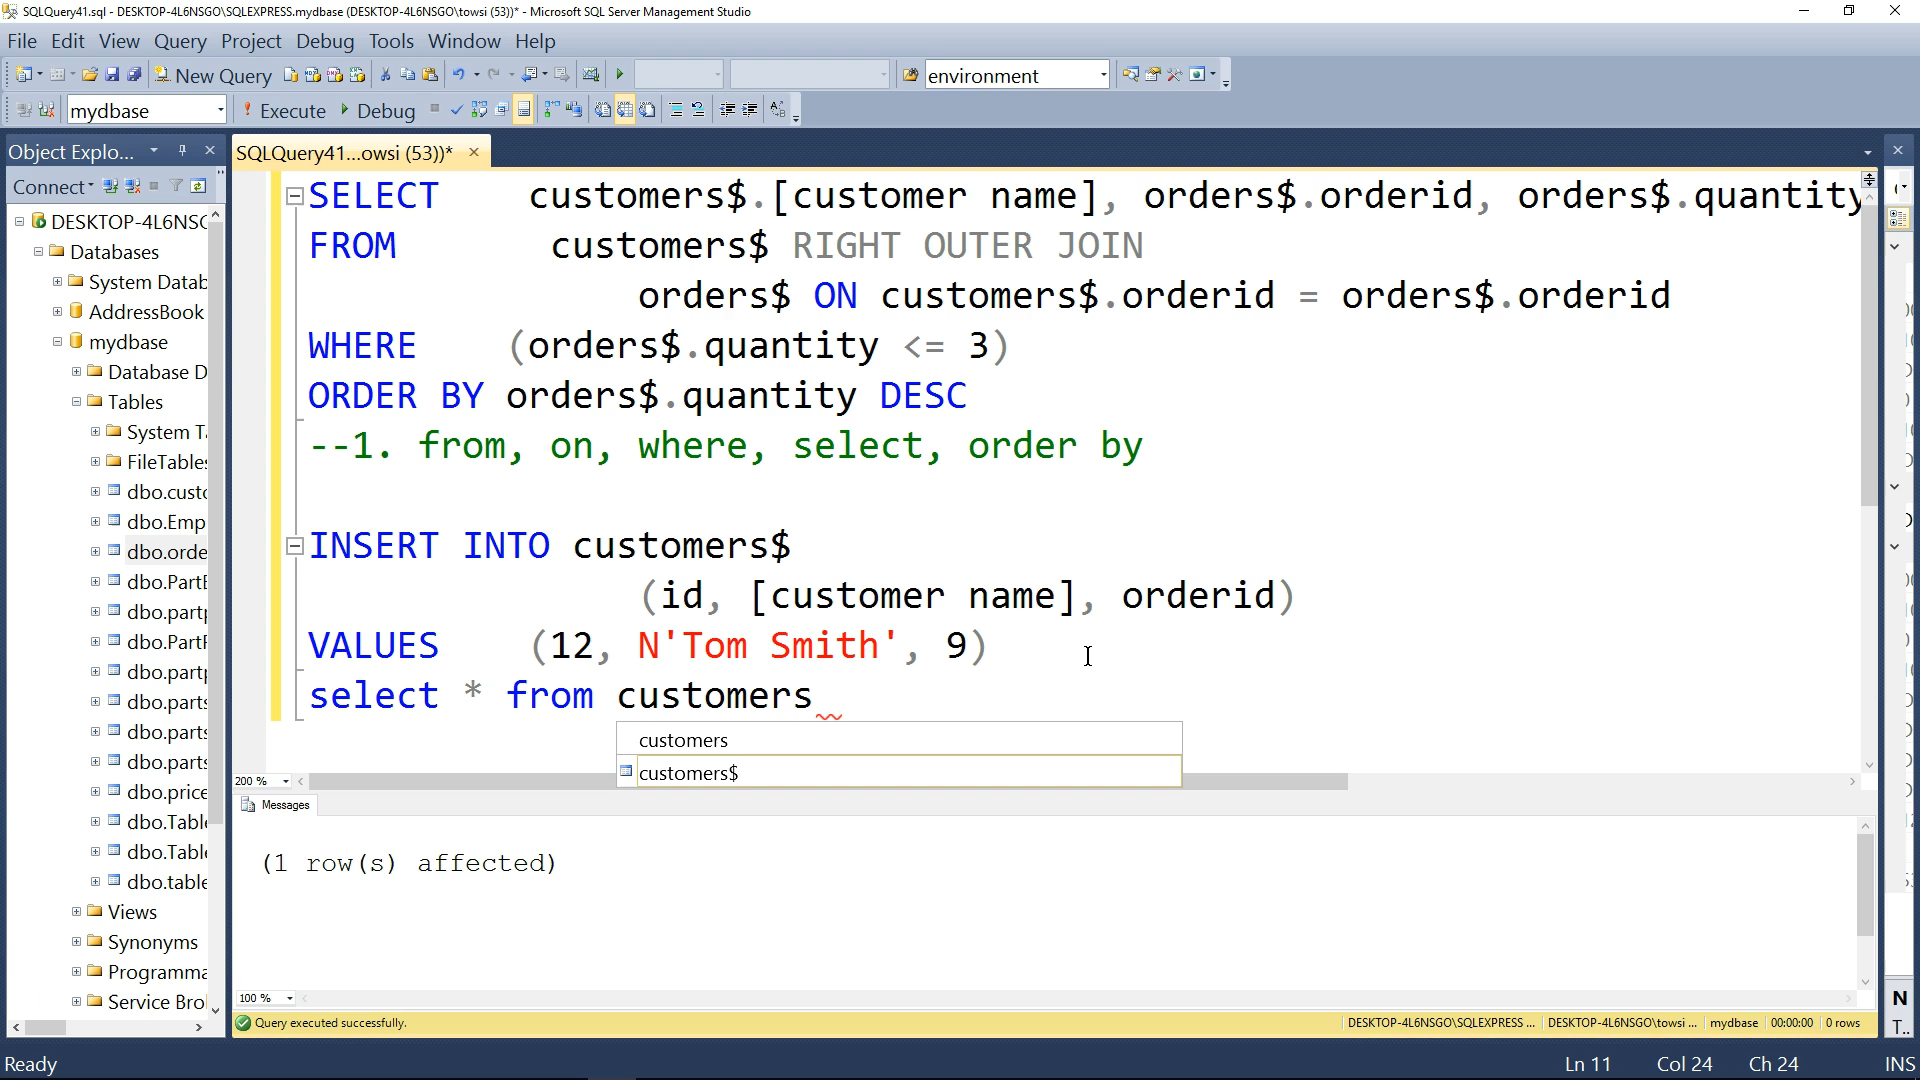 SQLQuery41.sql - DESKTOP-4L6NSGO\SQLEXPRESS.mydbase (DESKTOP-4L6NSGO\towsi (53))* - Microsoft SQL Server Management Studio
File Edit View Query Project Debug Tools Window Help
New Query environment
mydbase Execute Debug
Object Explo...
SQLQuery41...owsi (53))*
Connect
DESKTOP-4L6NSG
Databases
System Datab
AddressBook
mydbase
Database D
Tables
System T
FileTables
dbo.custo
dbo.Emp
dbo.orde
dbo.PartE
dbo.partp
dbo.PartF
dbo.partp
dbo.parts
dbo.parts
dbo.parts
dbo.price
dbo.Table
dbo.Table
dbo.table
Views
Synonyms
Programma
Service Bro
SELECT customers$.[customer name], orders$.orderid, orders$.quantity
FROM customers$ RIGHT OUTER JOIN
orders$ ON customers$.orderid = orders$.orderid
WHERE (orders$.quantity <= 3)
ORDER BY orders$.quantity DESC
--1. from, on, where, select, order by
INSERT INTO customers$
(id, [customer name], orderid)
VALUES (12, N'Tom Smith', 9)
select * from customers
customers
customers$
200 %
Messages
(1 row(s) affected)
100 %
Query executed successfully.
DESKTOP-4L6NSGO\SQLEXPRESS ... DESKTOP-4L6NSGO\towsi ... mydbase 00:00:00 0 rows
N
T..
Ready Ln 11 Col 24 Ch 24 INS